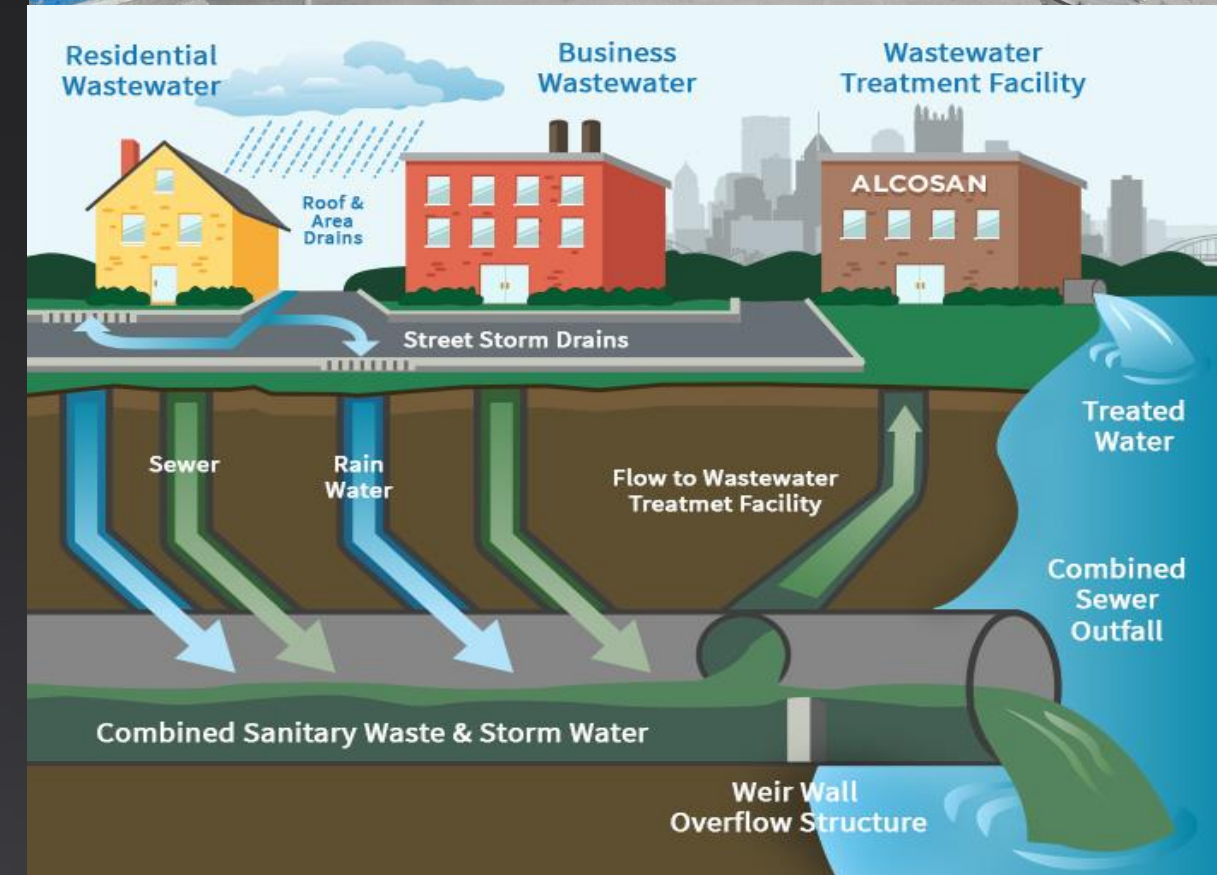 Residential
Wastewater
Business
Wastewater
Wastewater
Treatment Facility
Roof &
Area
Drains
ALCOSAN
Street Storm Drains
Treated
Water
Sewer
Rain
Water
Flow to Wastewater
Treatmet Facility
Combined
Sewer
Outfall
Combined Sanitary Waste & Storm Water
Weir Wall
Overflow Structure